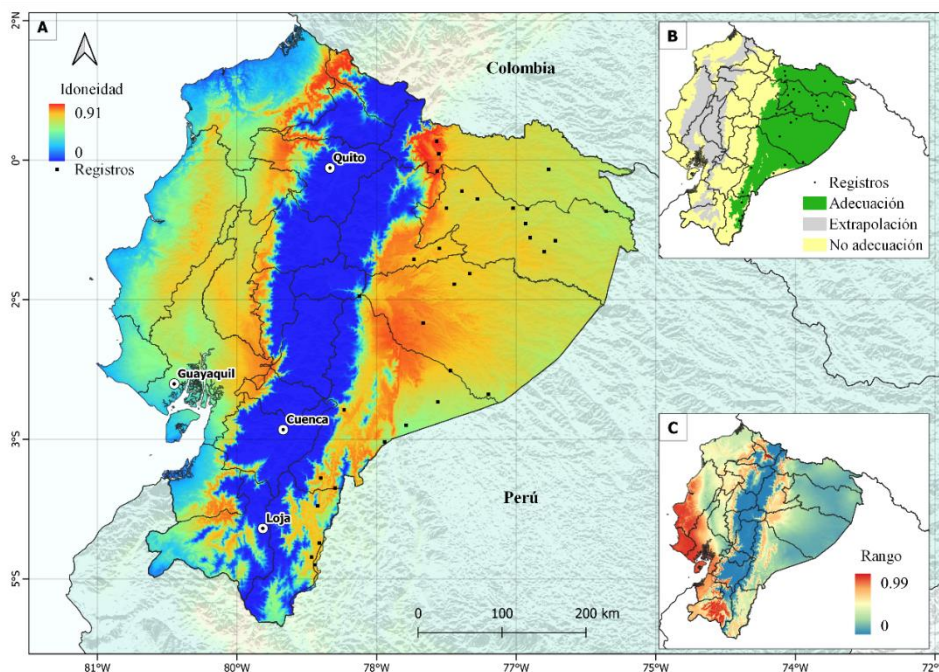 A
Idoneidad
0.91
0
Registros
Colombia
Quito
Guayaquil
Cuenca
Loja
Perú
0 100 200 km
2°N
0°
2°S
3°S
5°S
81°W 80°W 78°W 77°W 75°W 74°W 72°W
B
Registros
Adecuación
Extrapolación
No adecuación
C
Rango
0.99
0